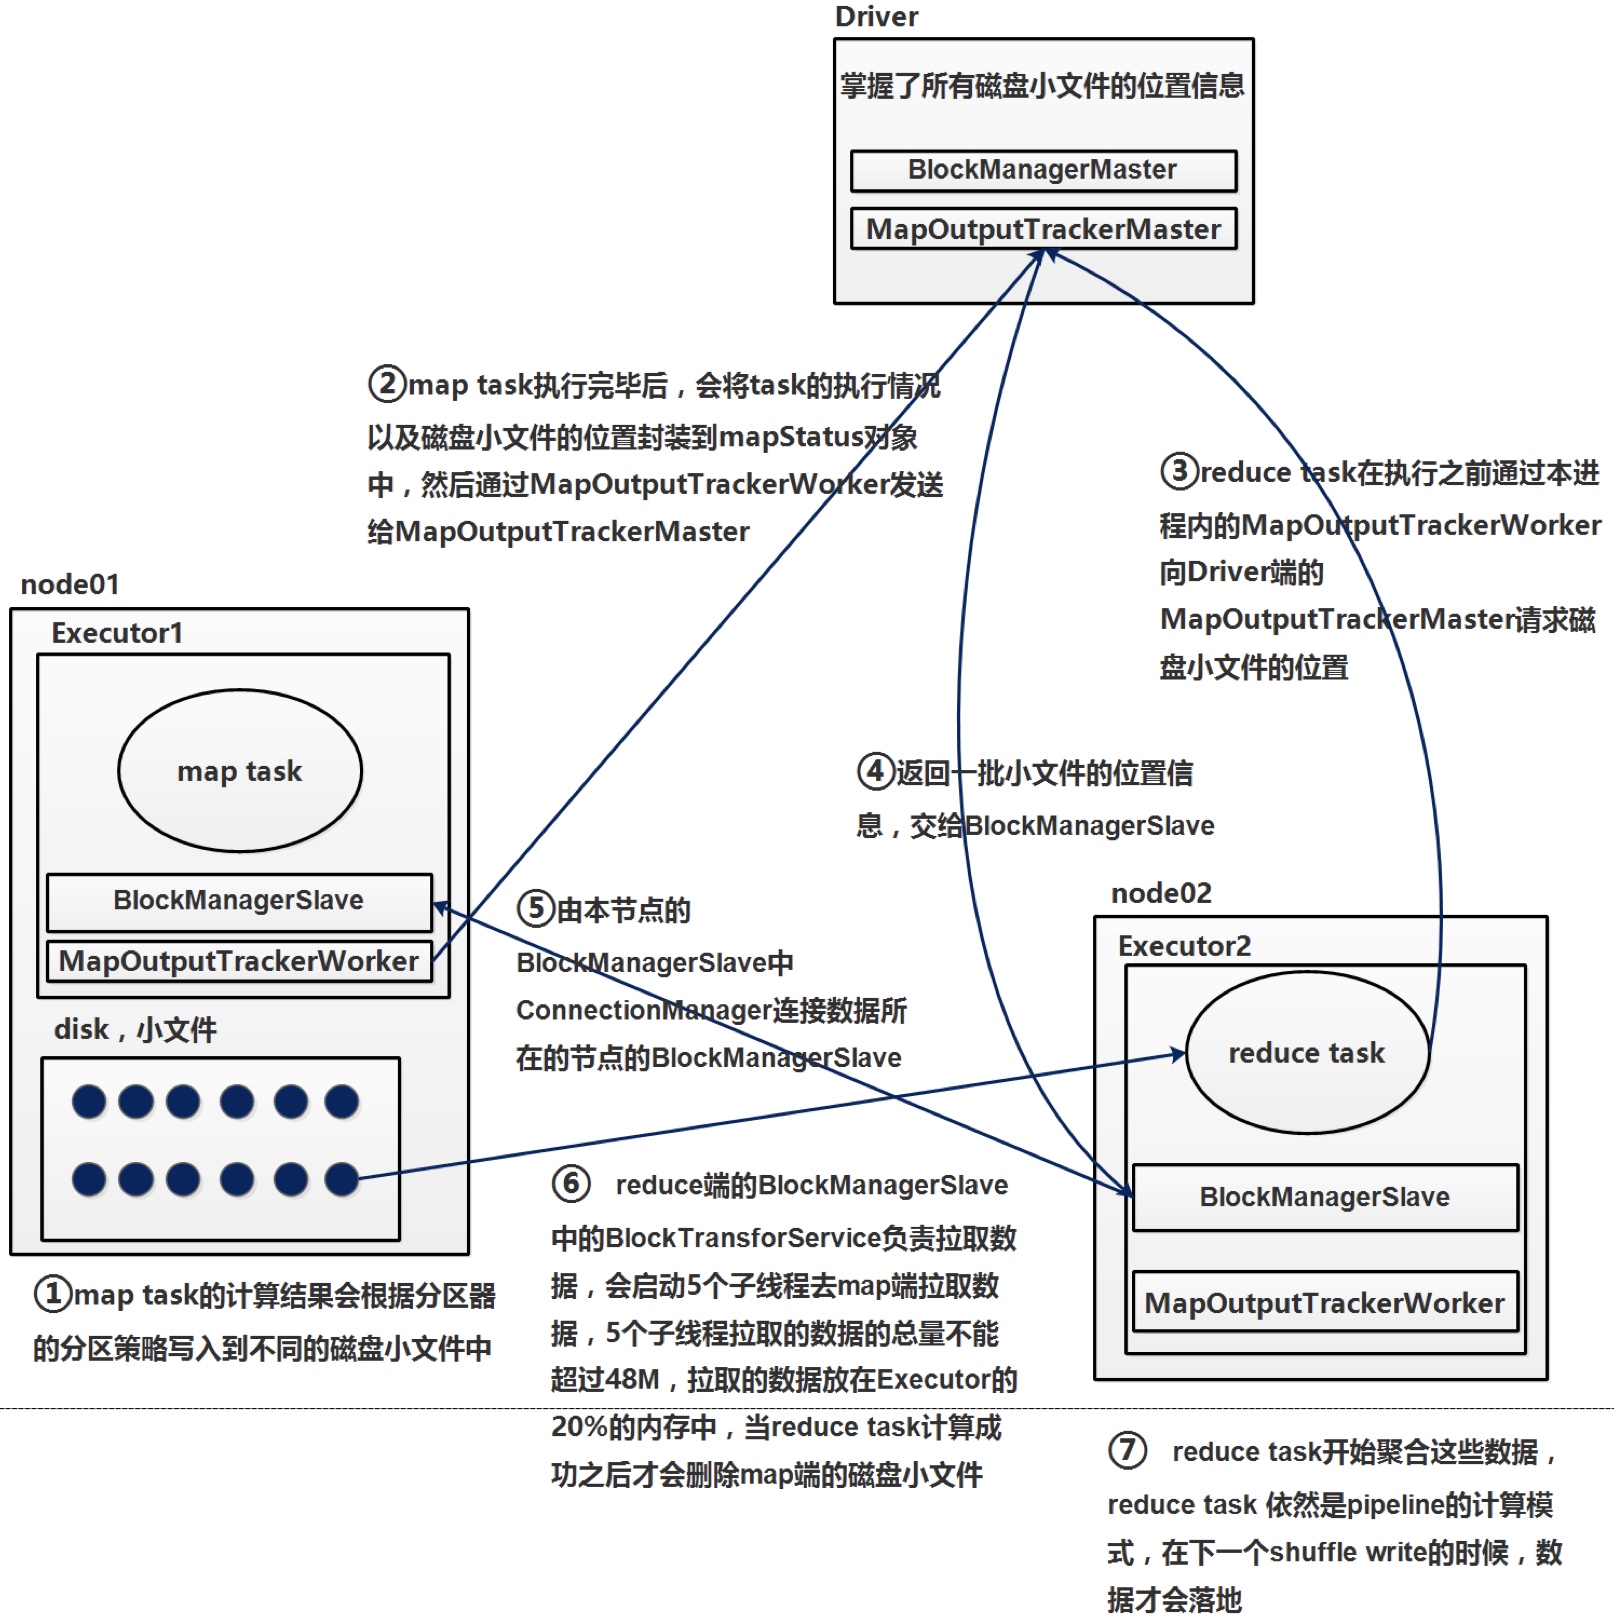 Driver
掌握了所有磁盘小文件的位置信息
BlockManagerMaster
MapOutputTrackerMaster
②map task执行完毕后，会将task的执行情况
以及磁盘小文件的位置封装到mapStatus对象
中，然后通过MapOutputTrackerWorker发送
给MapOutputTrackerMaster
③reduce task在执行之前通过本进
程内的MapOutputTrackerWorker
向Driver端的
MapOutputTrackerMaster请求磁
盘小文件的位置
node01
Executor1
map task
BlockManagerSlave
MapOutputTrackerWorker
disk，小文件
①map task的计算结果会根据分区器
的分区策略写入到不同的磁盘小文件中
④返回一批小文件的位置信
息，交给BlockManagerSlave
⑤由本节点的
BlockManagerSlave中
ConnectionManager连接数据所
在的节点的BlockManagerSlave
node02
Executor2
reduce task
BlockManagerSlave
MapOutputTrackerWorker
⑥ reduce端的BlockManagerSlave
中的BlockTransforService负责拉取数
据，会启动5个子线程去map端拉取数
据，5个子线程拉取的数据的总量不能
超过48M，拉取的数据放在Executor的
20%的内存中，当reduce task计算成
功之后才会删除map端的磁盘小文件
⑦ reduce task开始聚合这些数据，
reduce task 依然是pipeline的计算模
式，在下一个shuffle write的时候，数
据才会落地